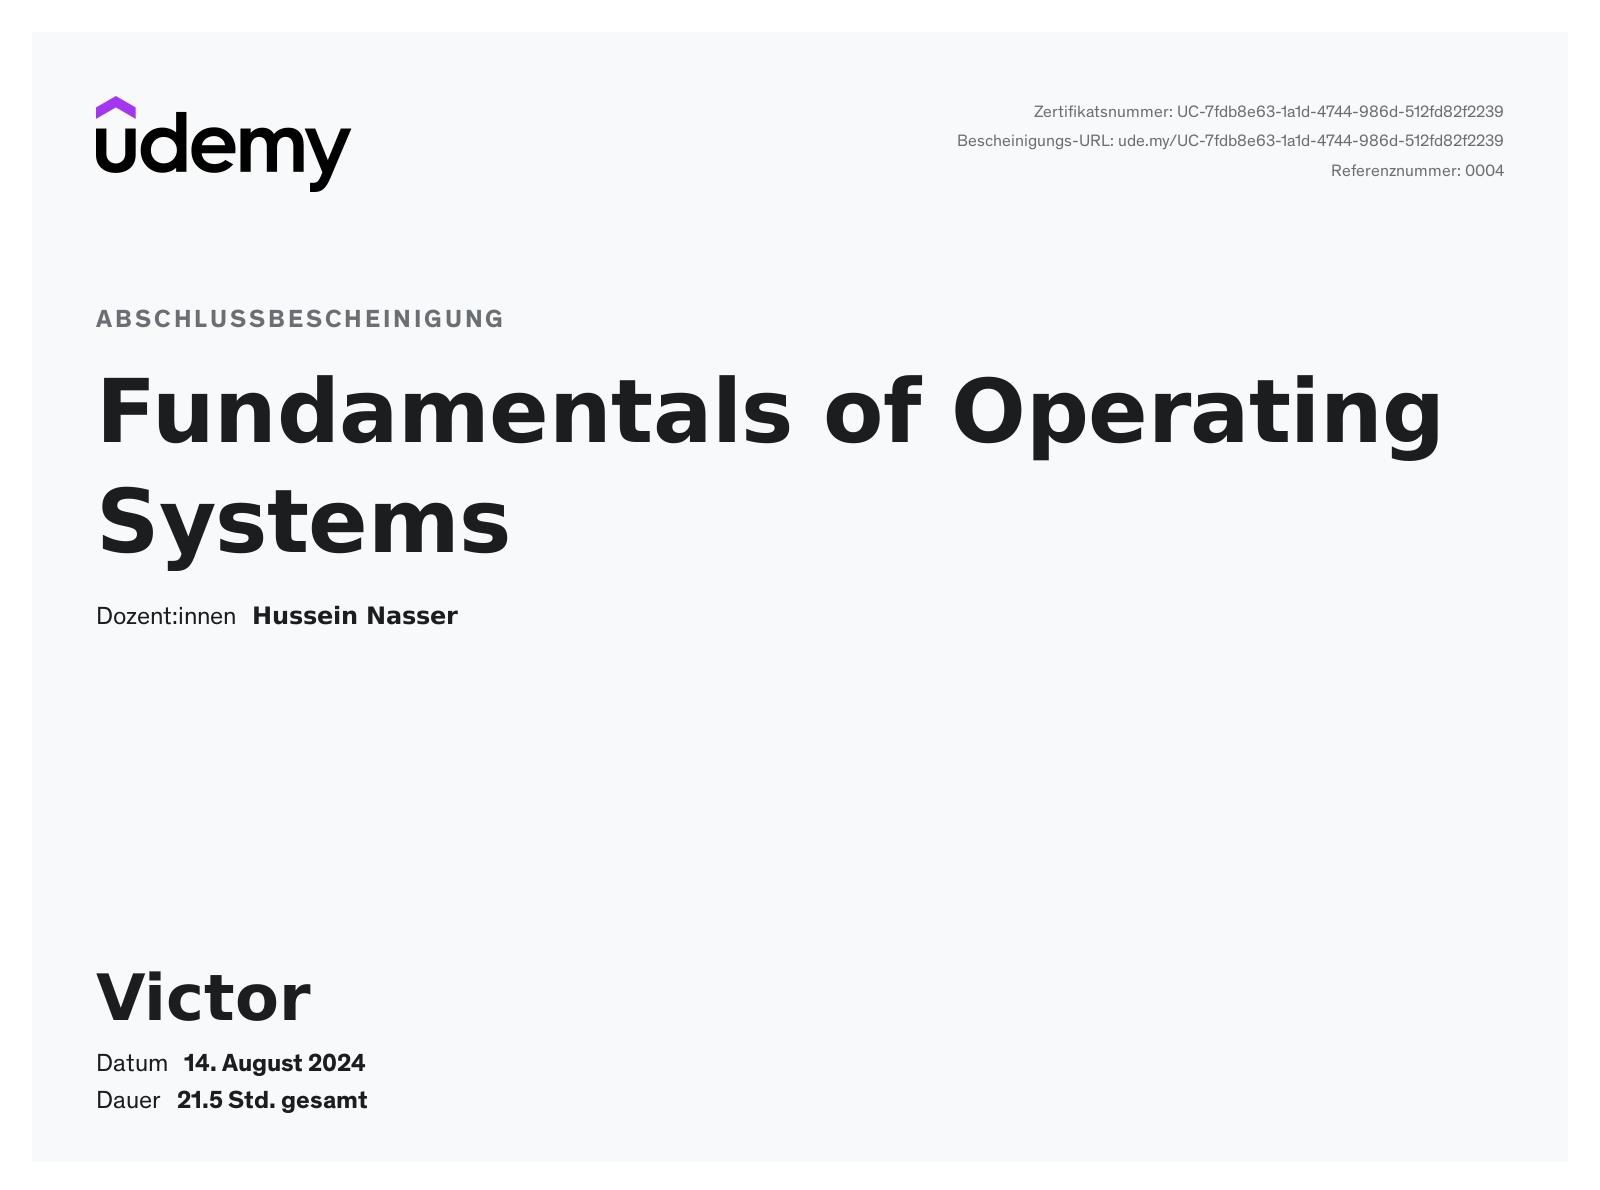 udemy
Zertifikatsnummer: UC-7fdb8e63-1a1d-4744-986d-512fd82f2239
Bescheinigungs-URL: ude.my/UC-7fdb8e63-1a1d-4744-986d-512fd82f2239
Referenznummer: 0004
ABSCHLUSSBESCHEINIGUNG
Fundamentals of Operating
Systems
Dozent:innen Hussein Nasser
Victor
Datum 14. August 2024
Dauer 21.5 Std. gesamt